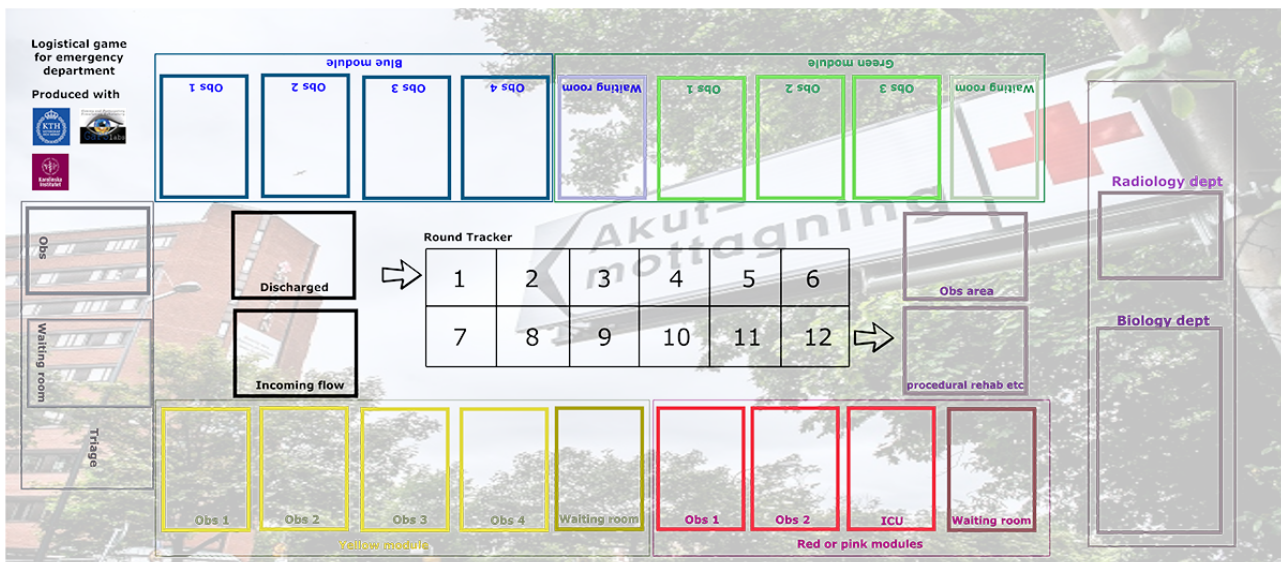 Logistical game
for emergency
department
Produced with
KTH
Karolinska
Institutet
Blue module
Obs 1
Obs 2
Obs 3
Obs 4
Waiting room
Green module
Obs 1
Obs 2
Obs 3
Waiting room
Radiology dept
Biology dept
Obs
Waiting room
Triage
Discharged
Incoming flow
Round Tracker
1 2 3 4 5 6
7 8 9 10 11 12
Akut-
mottagning
Obs area
procedural rehab etc
Obs 1
Obs 2
Obs 3
Obs 4
Waiting room
Yellow module
Obs 1
Obs 2
ICU
Waiting room
Red or pink modules